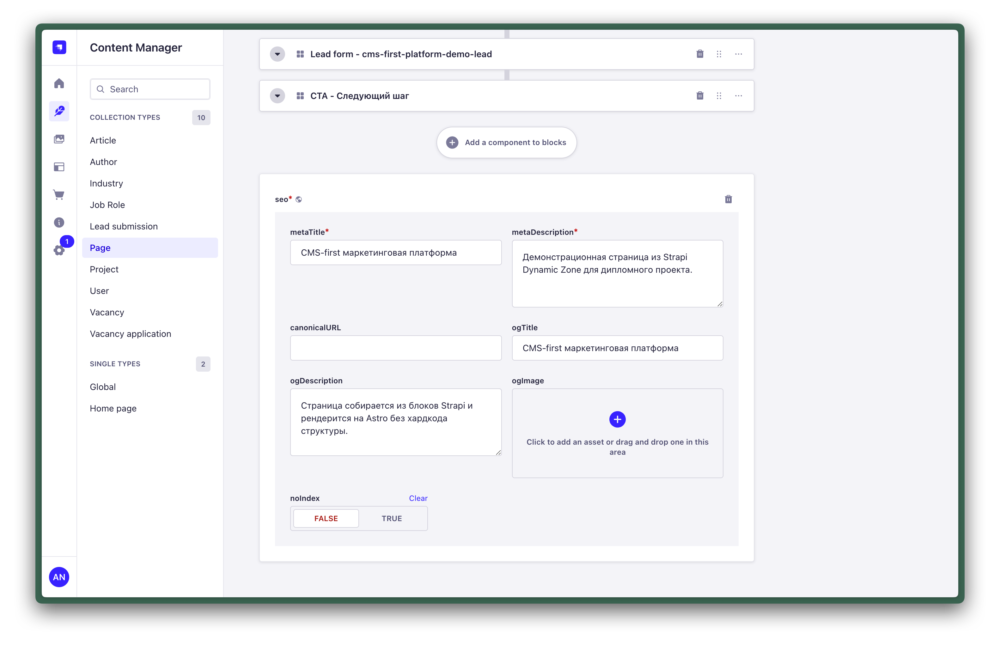 Content Manager
Search
COLLECTION TYPES 10
Article
Author
Industry
Job Role
Lead submission
1
Page
Project
User
Vacancy
Vacancy application
SINGLE TYPES 2
Global
Home page
AN
Lead form - cms-first-platform-demo-lead
CTA - Следующий шаг
Add a component to blocks
seo*
metaTitle*
CMS-first маркетинговая платформа
metaDescription*
Демонстрационная страница из Strapi
Dynamic Zone для дипломного проекта.
canonicalURL
ogTitle
CMS-first маркетинговая платформа
ogDescription
Страница собирается из блоков Strapi и
рендерится на Astro без хардкода
структуры.
ogImage
Click to add an asset or drag and drop one in this
area
noIndex Clear
FALSE TRUE